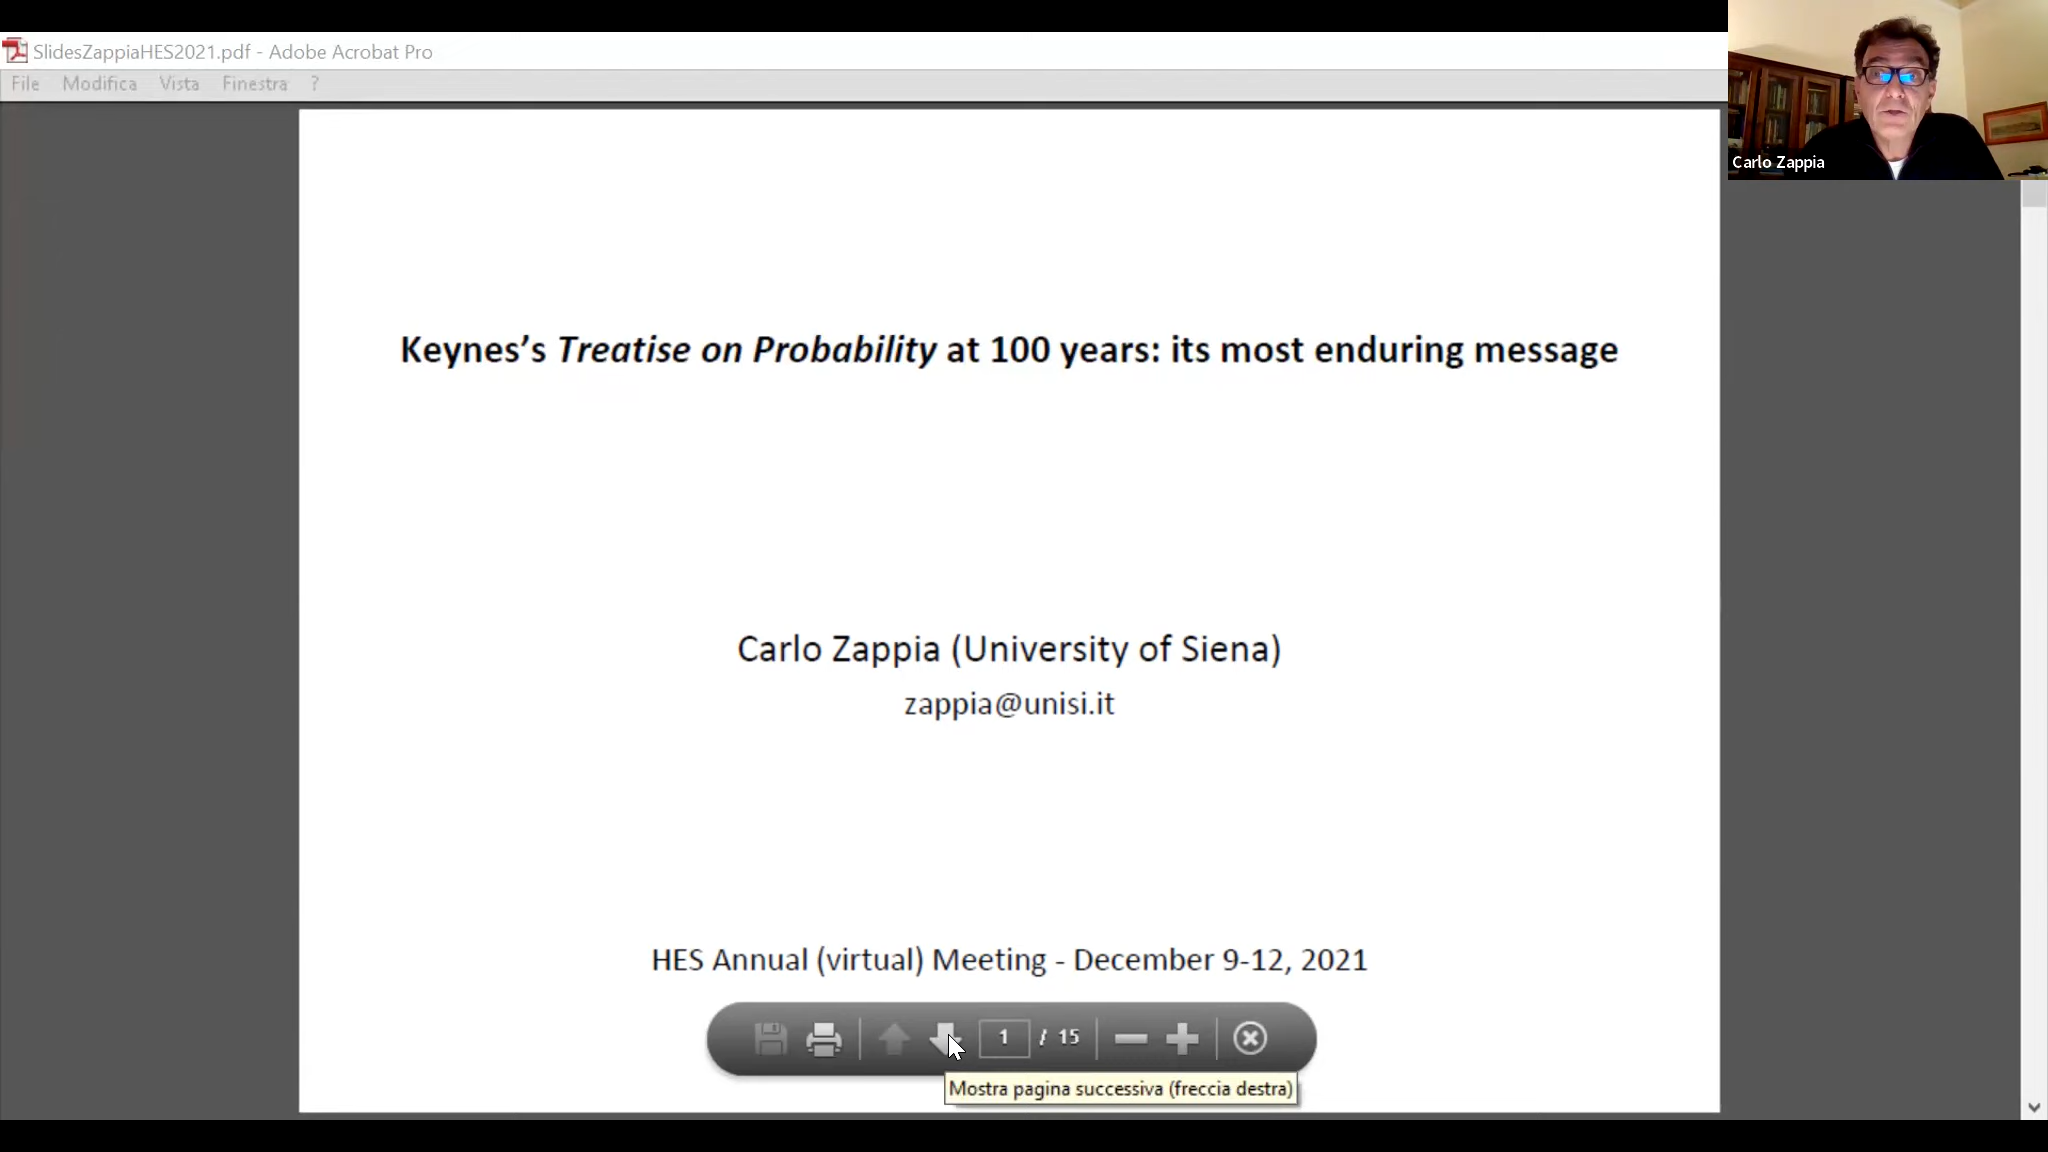 SlidesZappiaHES2021.pdf - Adobe Acrobat Pro
File Modifica Vista Finestra ?
Carlo Zappia
Keynes's Treatise on Probability at 100 years: its most enduring message
Carlo Zappia (University of Siena)
zappia@unisi.it
HES Annual (virtual) Meeting - December 9-12, 2021
1 / 15
Mostra pagina successiva (freccia destra)